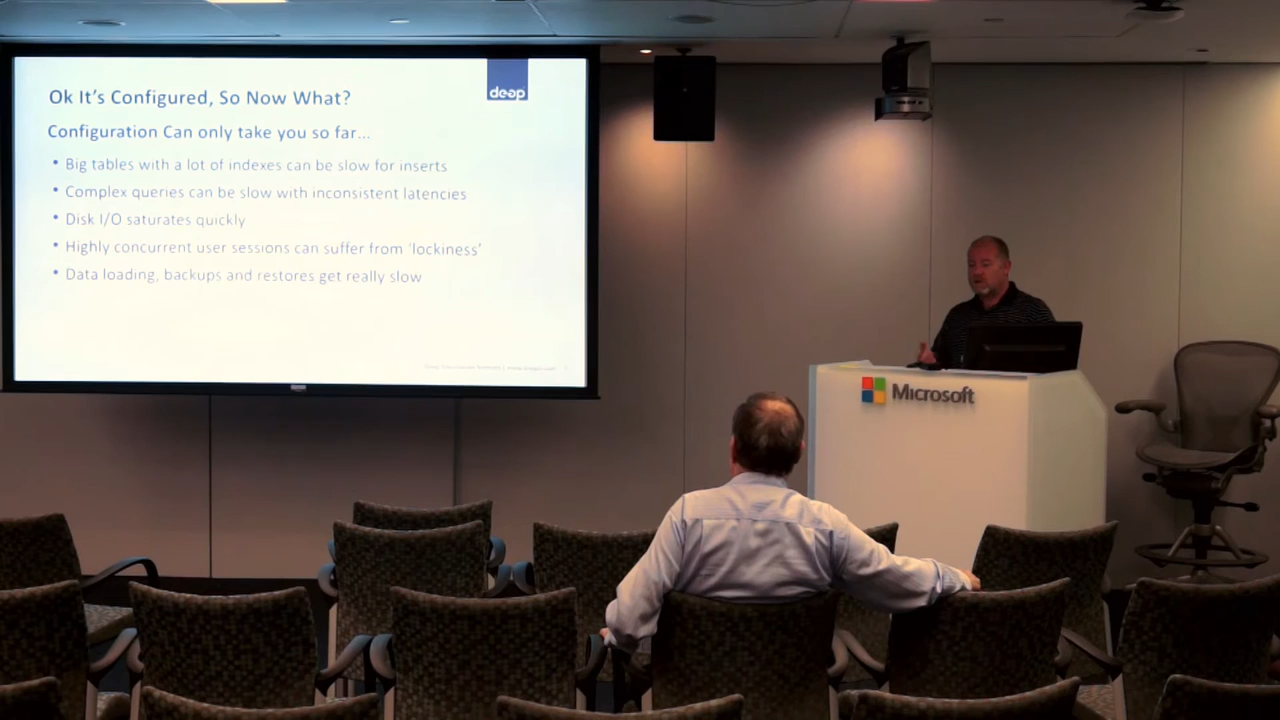 deep
Ok It's Configured, So Now What?
Configuration Can only take you so far...
• Big tables with a lot of indexes can be slow for inserts
• Complex queries can be slow with inconsistent latencies
• Disk I/O saturates quickly
• Highly concurrent user sessions can suffer from 'lockiness'
• Data loading, backups and restores get really slow
Microsoft